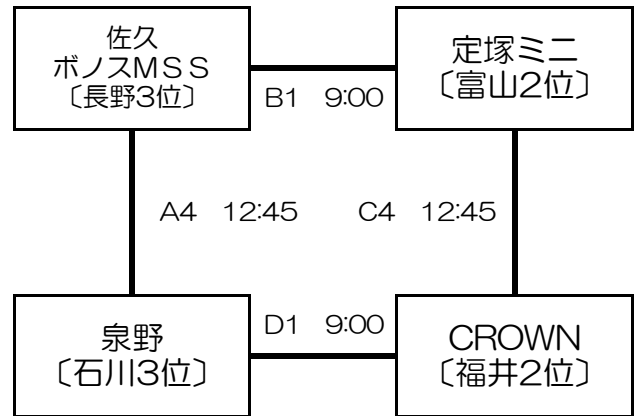 佐久
ボノスMSS
〔長野3位〕
定塚ミニ
〔富山2位〕
B1 9:00
A4 12:45
C4 12:45
泉野
〔石川3位〕
D1 9:00
CROWN
〔福井2位〕